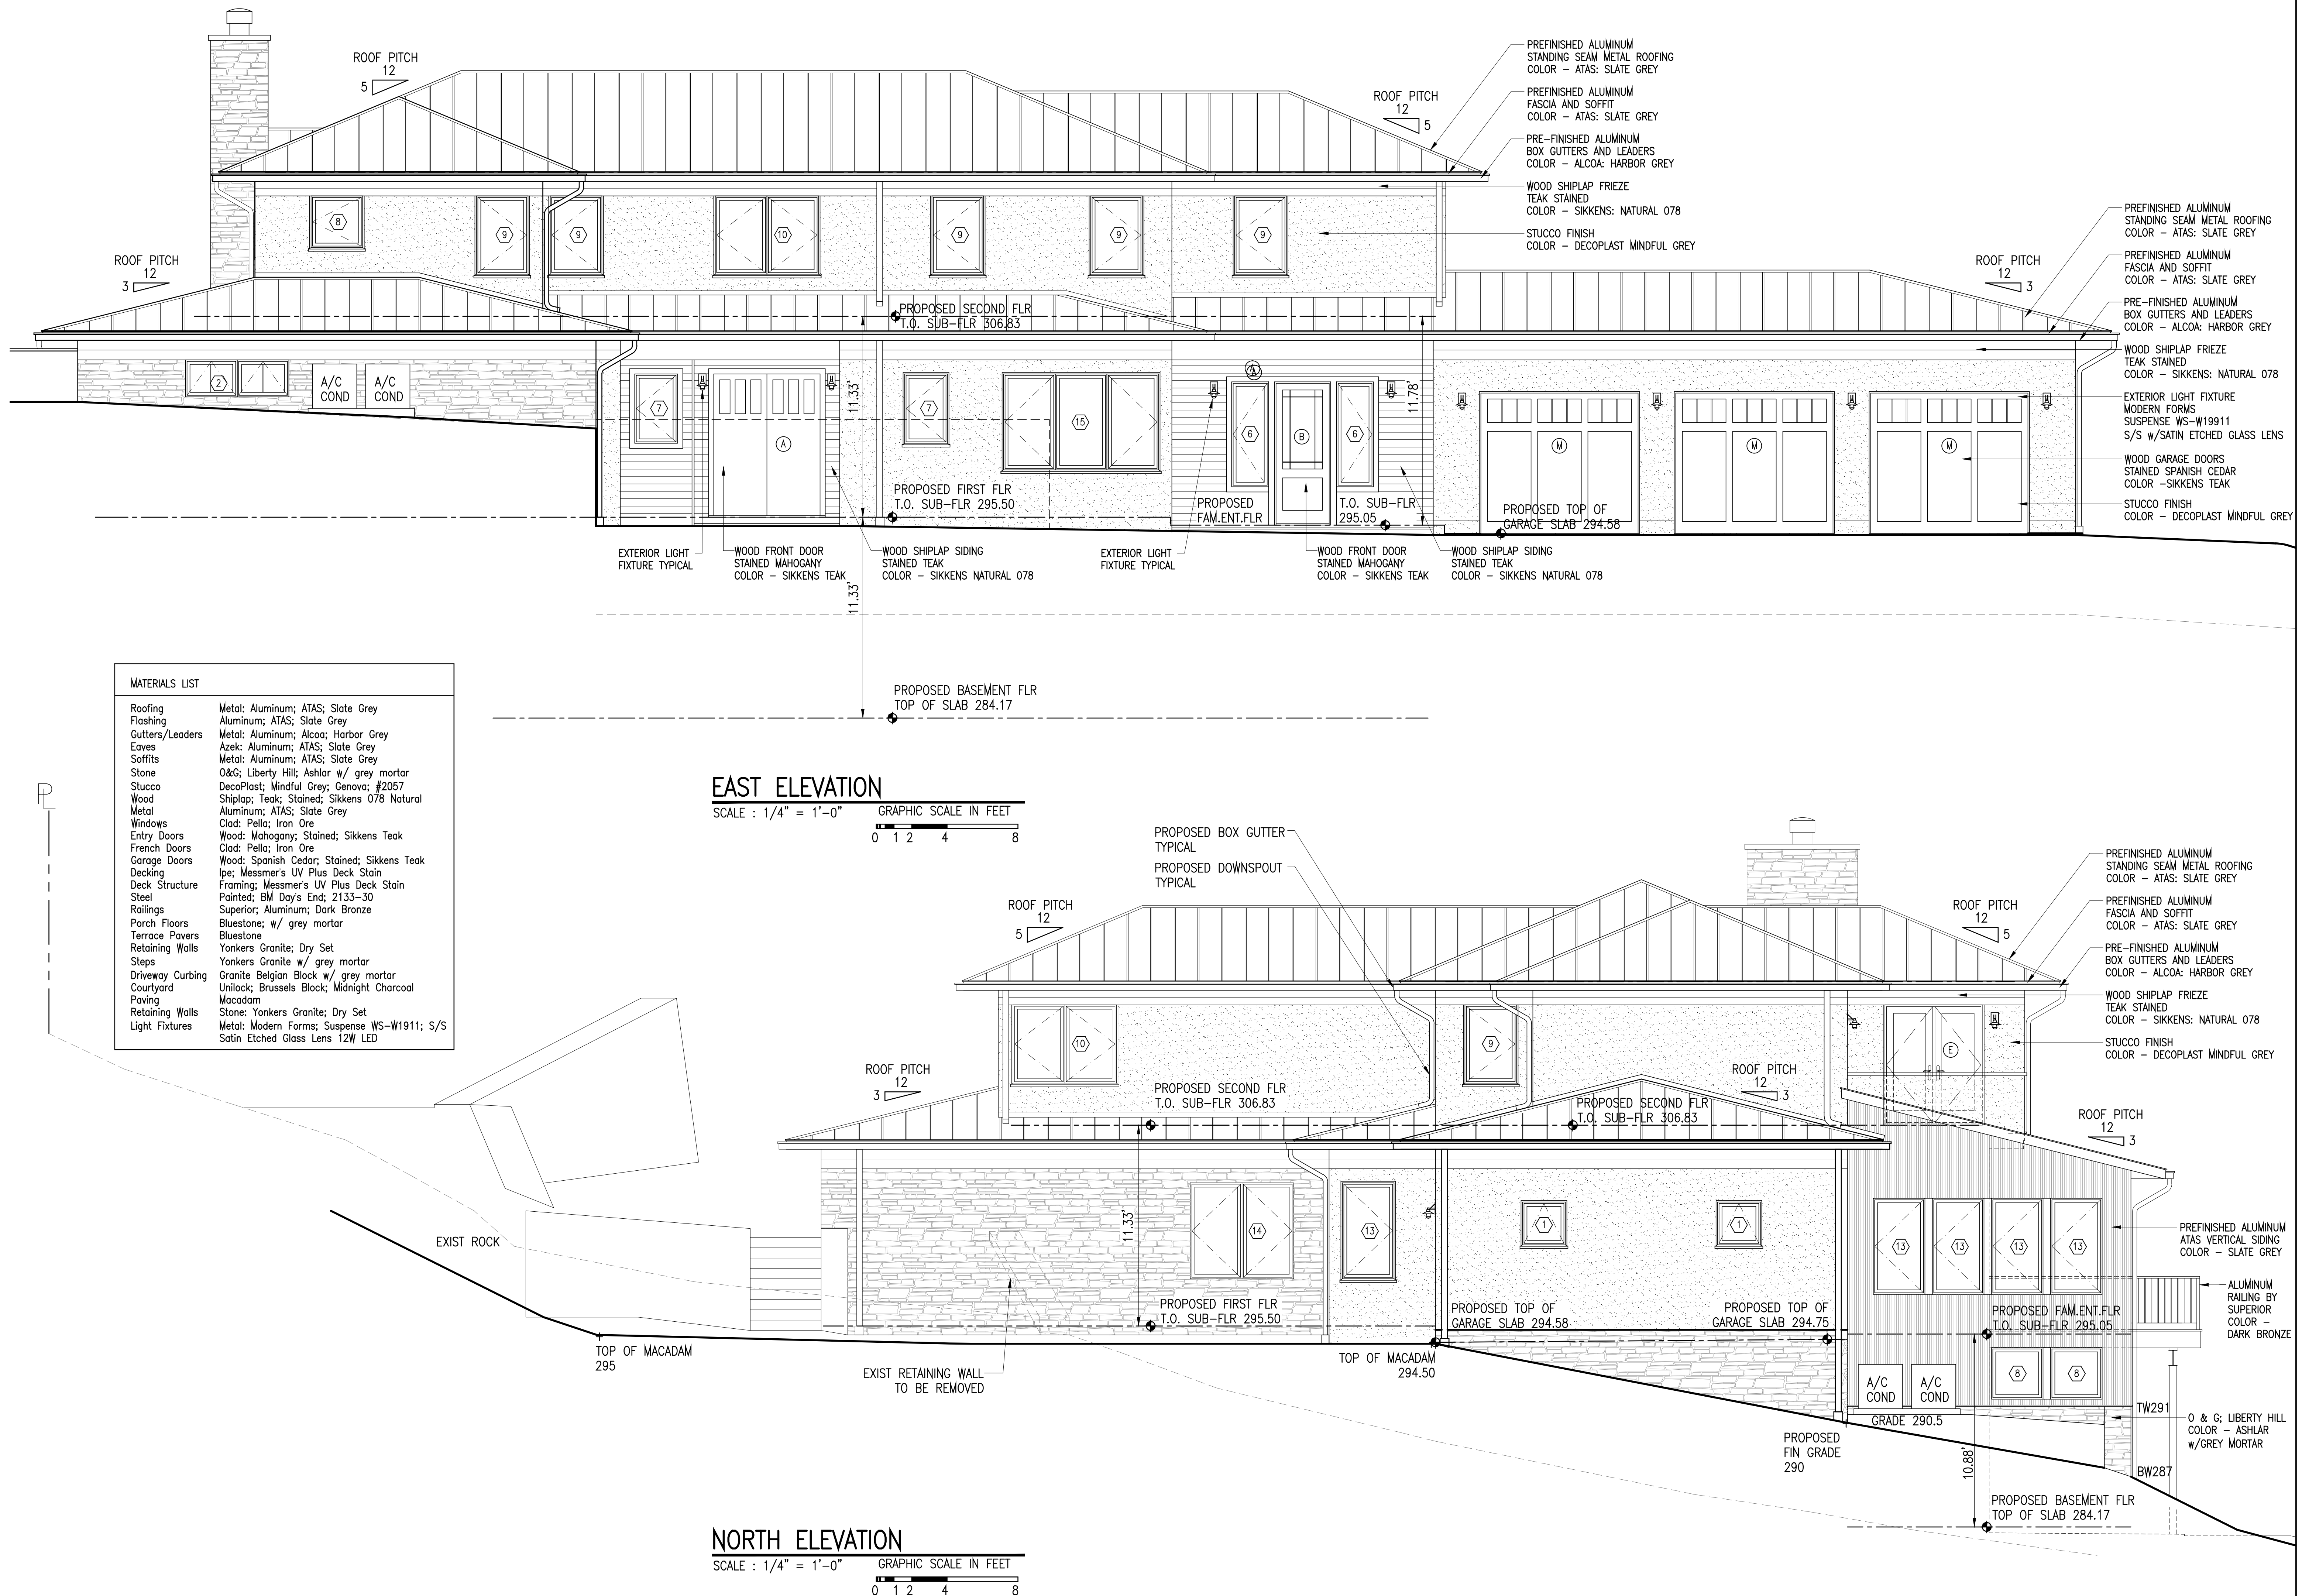 ROOF PITCH
12
5
ROOF PITCH
12
5
PREFINISHED ALUMINUM
STANDING SEAM METAL ROOFING
COLOR – ATAS: SLATE GREY
PREFINISHED ALUMINUM
FASCIA AND SOFFIT
COLOR – ATAS: SLATE GREY
PRE-FINISHED ALUMINUM
BOX GUTTERS AND LEADERS
COLOR – ALCOA: HARBOR GREY
WOOD SHIPLAP FRIEZE
TEAK STAINED
COLOR – SIKKENS: NATURAL 078
STUCCO FINISH
COLOR – DECOPLAST MINDFUL GREY
8
9
9
10
9
9
9
ROOF PITCH
12
3
ROOF PITCH
12
3
PREFINISHED ALUMINUM
STANDING SEAM METAL ROOFING
COLOR – ATAS: SLATE GREY
PREFINISHED ALUMINUM
FASCIA AND SOFFIT
COLOR – ATAS: SLATE GREY
PRE-FINISHED ALUMINUM
BOX GUTTERS AND LEADERS
COLOR – ALCOA: HARBOR GREY
WOOD SHIPLAP FRIEZE
TEAK STAINED
COLOR – SIKKENS: NATURAL 078
EXTERIOR LIGHT FIXTURE
MODERN FORMS
SUSPENSE WS-W19911
S/S w/SATIN ETCHED GLASS LENS
WOOD GARAGE DOORS
STAINED SPANISH CEDAR
COLOR –SIKKENS TEAK
STUCCO FINISH
COLOR – DECOPLAST MINDFUL GREY
PROPOSED SECOND FLR
T.O. SUB-FLR 306.83
2
A/C
COND
A/C
COND
7
A
11.33'
7
15
6
B
6
11.78'
M
M
M
PROPOSED FIRST FLR
T.O. SUB-FLR 295.50
PROPOSED
FAM.ENT.FLR
T.O. SUB-FLR
295.05
PROPOSED TOP OF
GARAGE SLAB 294.58
EXTERIOR LIGHT
FIXTURE TYPICAL
WOOD FRONT DOOR
STAINED MAHOGANY
COLOR – SIKKENS TEAK
WOOD SHIPLAP SIDING
STAINED TEAK
COLOR – SIKKENS NATURAL 078
EXTERIOR LIGHT
FIXTURE TYPICAL
WOOD FRONT DOOR
STAINED MAHOGANY
COLOR – SIKKENS TEAK
WOOD SHIPLAP SIDING
STAINED TEAK
COLOR – SIKKENS NATURAL 078
11.33'
PROPOSED BASEMENT FLR
TOP OF SLAB 284.17
MATERIALS LIST
Roofing Metal: Aluminum; ATAS; Slate Grey
Flashing Aluminum; ATAS; Slate Grey
Gutters/Leaders Metal: Aluminum; Alcoa; Harbor Grey
Eaves Azek: Aluminum; ATAS; Slate Grey
Soffits Metal: Aluminum; ATAS; Slate Grey
Stone O&G; Liberty Hill; Ashlar w/ grey mortar
Stucco DecoPlast; Mindful Grey; Genova; #2057
Wood Shiplap; Teak; Stained; Sikkens 078 Natural
Metal Aluminum; ATAS; Slate Grey
Windows Clad: Pella; Iron Ore
Entry Doors Wood: Mahogany; Stained; Sikkens Teak
French Doors Clad: Pella; Iron Ore
Garage Doors Wood: Spanish Cedar; Stained; Sikkens Teak
Decking Ipe; Messmer's UV Plus Deck Stain
Deck Structure Framing; Messmer's UV Plus Deck Stain
Steel Painted; BM Day's End; 2133-30
Railings Superior; Aluminum; Dark Bronze
Porch Floors Bluestone; w/ grey mortar
Terrace Pavers Bluestone
Retaining Walls Yonkers Granite; Dry Set
Steps Yonkers Granite w/ grey mortar
Driveway Curbing Granite Belgian Block w/ grey mortar
Courtyard Unilock; Brussels Block; Midnight Charcoal
Paving Macadam
Retaining Walls Stone: Yonkers Granite; Dry Set
Light Fixtures Metal: Modern Forms; Suspense WS-W1911; S/S
Satin Etched Glass Lens 12W LED
EAST ELEVATION
SCALE : 1/4" = 1'-0"
GRAPHIC SCALE IN FEET
0 1 2 4 8
PL
PROPOSED BOX GUTTER
TYPICAL
PROPOSED DOWNSPOUT
TYPICAL
ROOF PITCH
12
5
ROOF PITCH
12
5
PREFINISHED ALUMINUM
STANDING SEAM METAL ROOFING
COLOR – ATAS: SLATE GREY
PREFINISHED ALUMINUM
FASCIA AND SOFFIT
COLOR – ATAS: SLATE GREY
PRE-FINISHED ALUMINUM
BOX GUTTERS AND LEADERS
COLOR – ALCOA: HARBOR GREY
WOOD SHIPLAP FRIEZE
TEAK STAINED
COLOR – SIKKENS: NATURAL 078
STUCCO FINISH
COLOR – DECOPLAST MINDFUL GREY
10
9
E
ROOF PITCH
12
3
PROPOSED SECOND FLR
T.O. SUB-FLR 306.83
PROPOSED SECOND FLR
T.O. SUB-FLR 306.83
ROOF PITCH
12
3
ROOF PITCH
12
3
11.33'
14
13
1
1
13
13
13
13
PREFINISHED ALUMINUM
ATAS VERTICAL SIDING
COLOR – SLATE GREY
ALUMINUM
RAILING BY
SUPERIOR
COLOR –
DARK BRONZE
EXIST ROCK
PROPOSED FIRST FLR
T.O. SUB-FLR 295.50
PROPOSED TOP OF
GARAGE SLAB 294.58
PROPOSED TOP OF
GARAGE SLAB 294.75
PROPOSED FAM.ENT.FLR
T.O. SUB-FLR 295.05
TOP OF MACADAM
295
EXIST RETAINING WALL
TO BE REMOVED
TOP OF MACADAM
294.50
A/C
COND
A/C
COND
8
8
GRADE 290.5
TW291
O & G; LIBERTY HILL
COLOR – ASHLAR
w/GREY MORTAR
PROPOSED
FIN GRADE
290
10.88'
BW287
PROPOSED BASEMENT FLR
TOP OF SLAB 284.17
NORTH ELEVATION
SCALE : 1/4" = 1'-0"
GRAPHIC SCALE IN FEET
0 1 2 4 8